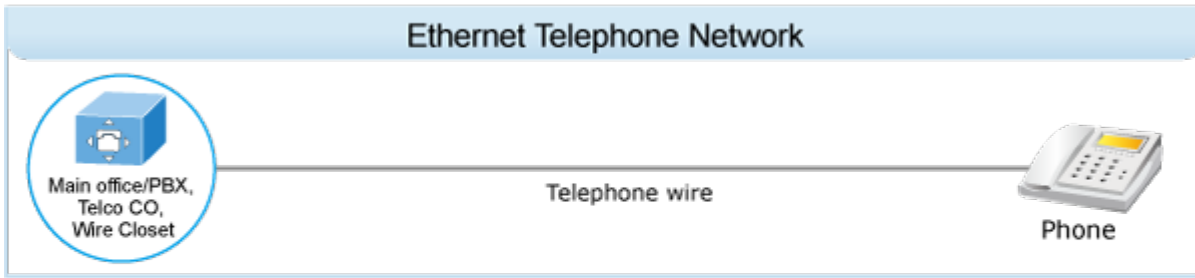 Ethernet Telephone Network
Main office/PBX,
Telco CO,
Wire Closet
Telephone wire
Phone